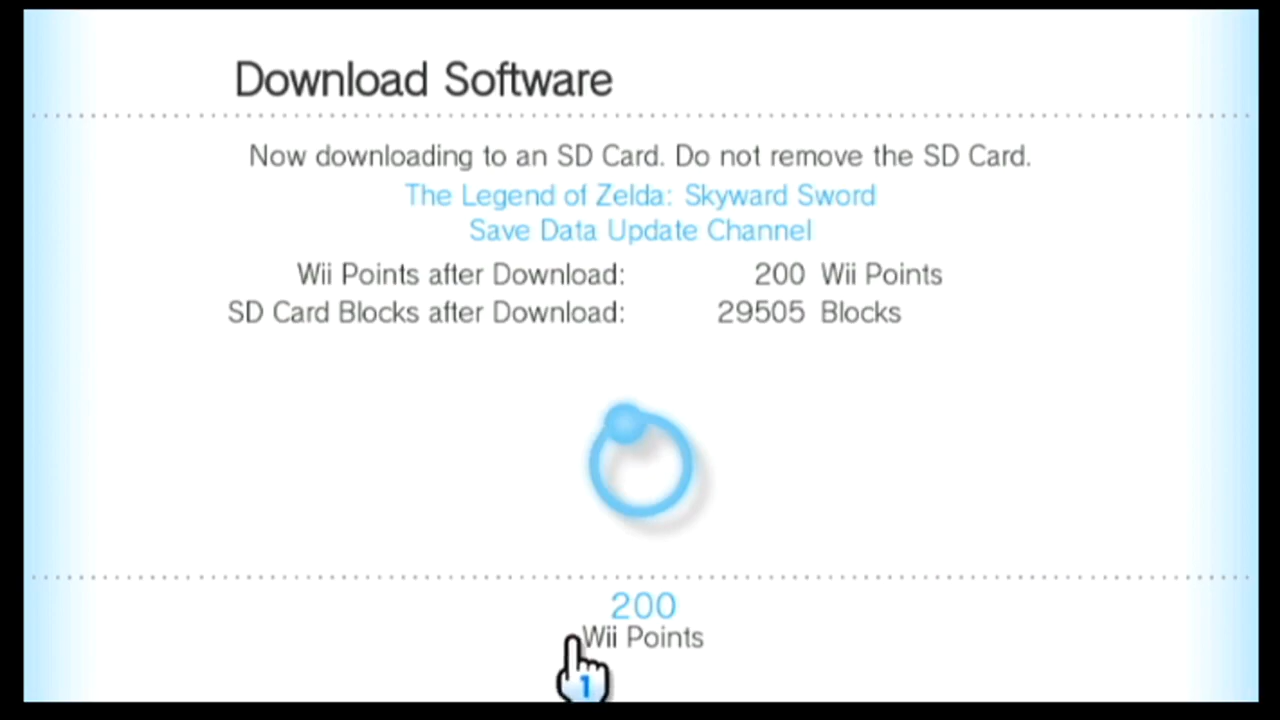 Download Software
Now downloading to an SD Card. Do not remove the SD Card.
The Legend of Zelda: Skyward Sword
Save Data Update Channel
Wii Points after Download: 200 Wii Points
SD Card Blocks after Download: 29505 Blocks
200
Wii Points
1